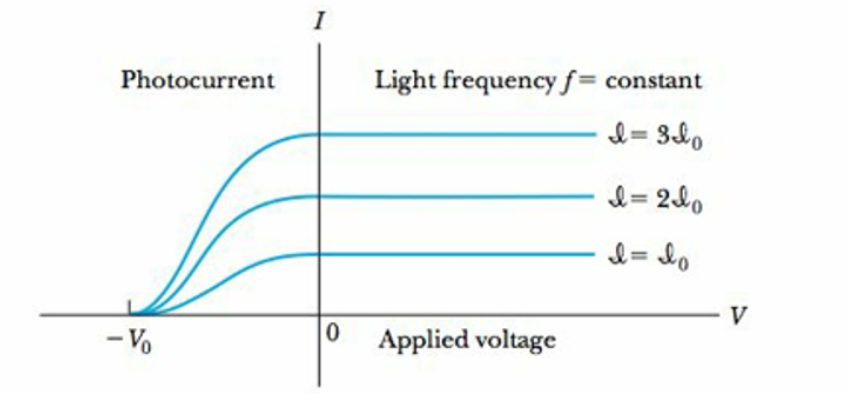 I
Photocurrent
Light frequency f = constant
ℐ = 3ℐ₀
ℐ = 2ℐ₀
ℐ = ℐ₀
V
−V₀
0
Applied voltage